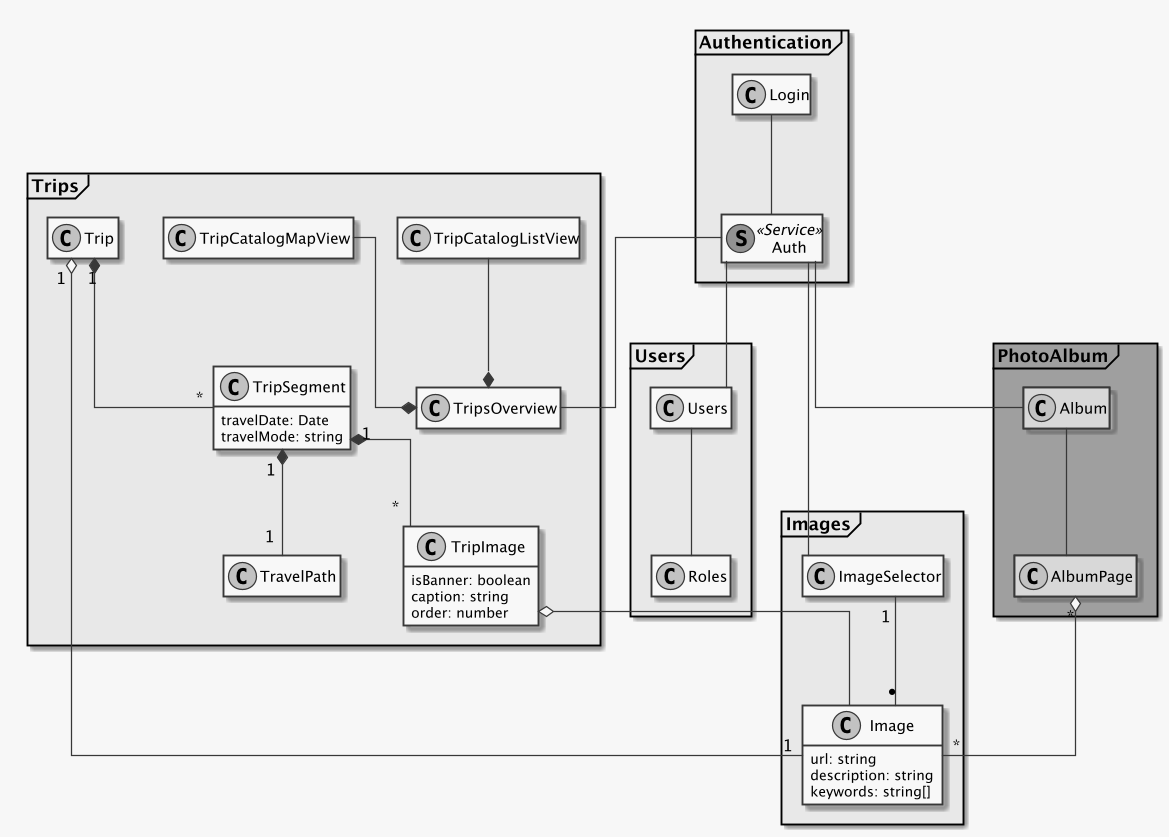 Authentication
C Login
S «Service»
Auth
Trips
C Trip
C TripCatalogMapView
C TripCatalogListView
1
1
Users
C Users
C Roles
PhotoAlbum
C Album
C AlbumPage
*
C TripSegment
travelDate: Date
travelMode: string
*
1
1
C TripsOverview
*
1
C TravelPath
C TripImage
isBanner: boolean
caption: string
order: number
Images
C ImageSelector
1
•
C Image
url: string
description: string
keywords: string[]
1
*